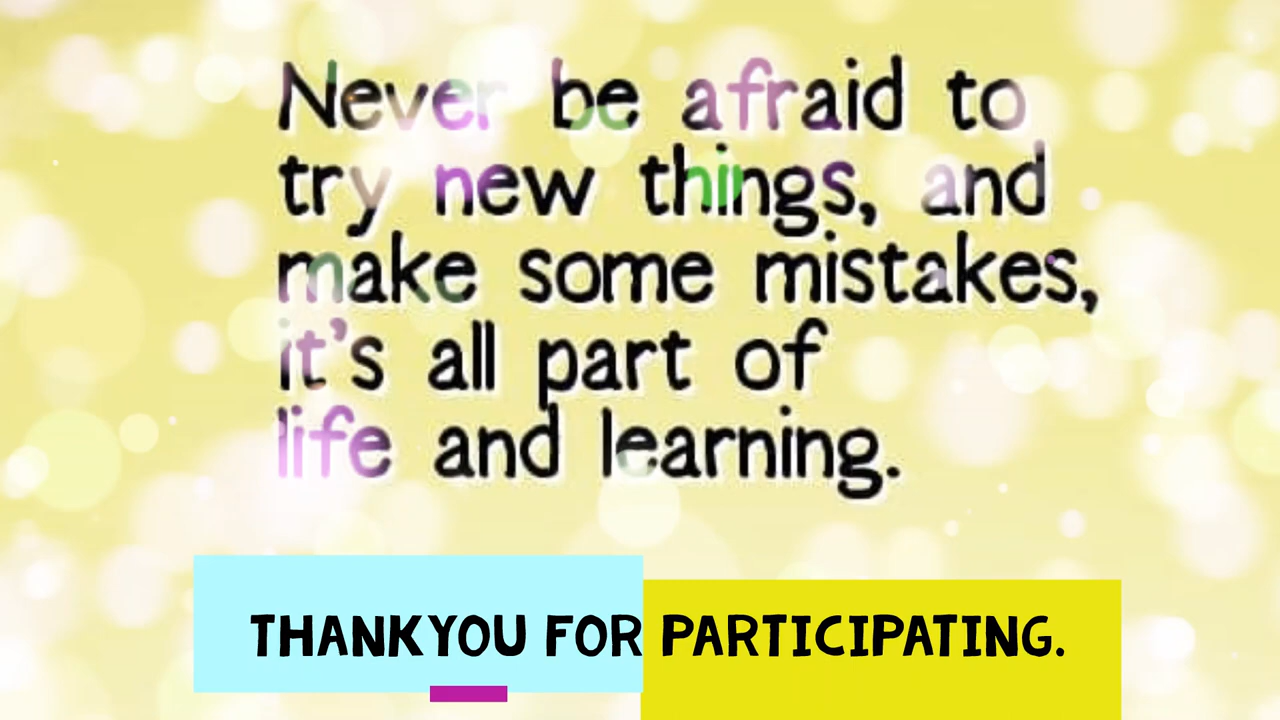 Never be afraid to
try new things, and
make some mistakes,
it's all part of
life and learning.
THANKYOU FOR PARTICIPATING.